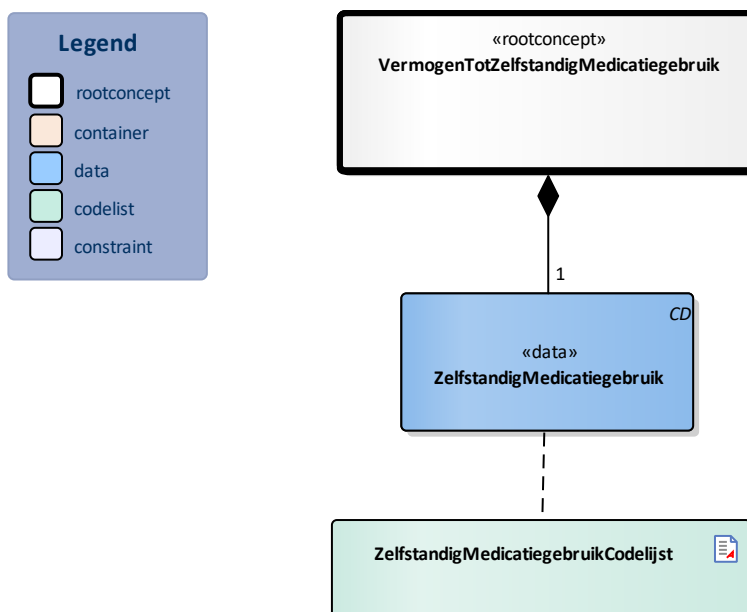 Legend
rootconcept
container
data
codelist
constraint
«rootconcept»
VermogenTotZelfstandigMedicatiegebruik
1
CD
«data»
ZelfstandigMedicatiegebruik
ZelfstandigMedicatiegebruikCodelijst